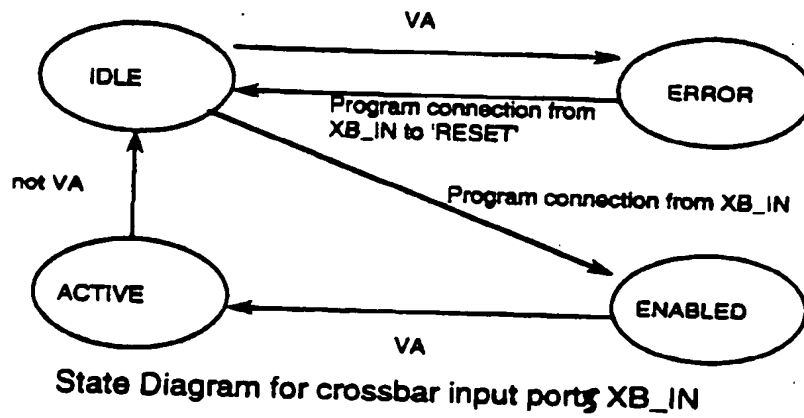 VA
IDLE
ERROR
Program connection from
XB_IN to 'RESET'
not VA
Program connection from XB_IN
ACTIVE
ENABLED
VA
State Diagram for crossbar input ports XB_IN